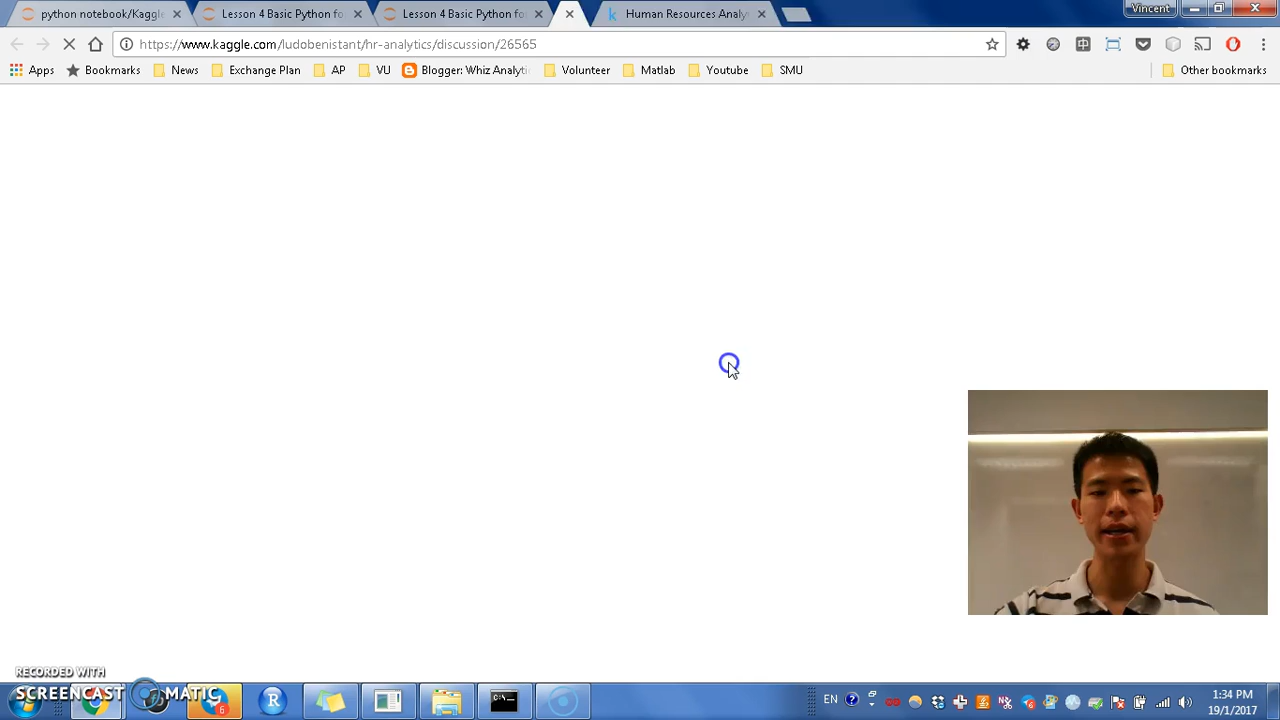 python notebook/Kaggle
Lesson 4 Basic Python fo
Lesson 4 Basic Python fo
Human Resources Analy
Vincent
https://www.kaggle.com/ludobenistant/hr-analytics/discussion/26565
Apps
Bookmarks
News
Exchange Plan
AP
VU
Blogger: Whiz Analyti
Volunteer
Matlab
Youtube
SMU
Other bookmarks
RECORDED WITH
SCREENCAST MATIC
EN
1:34 PM
19/1/2017